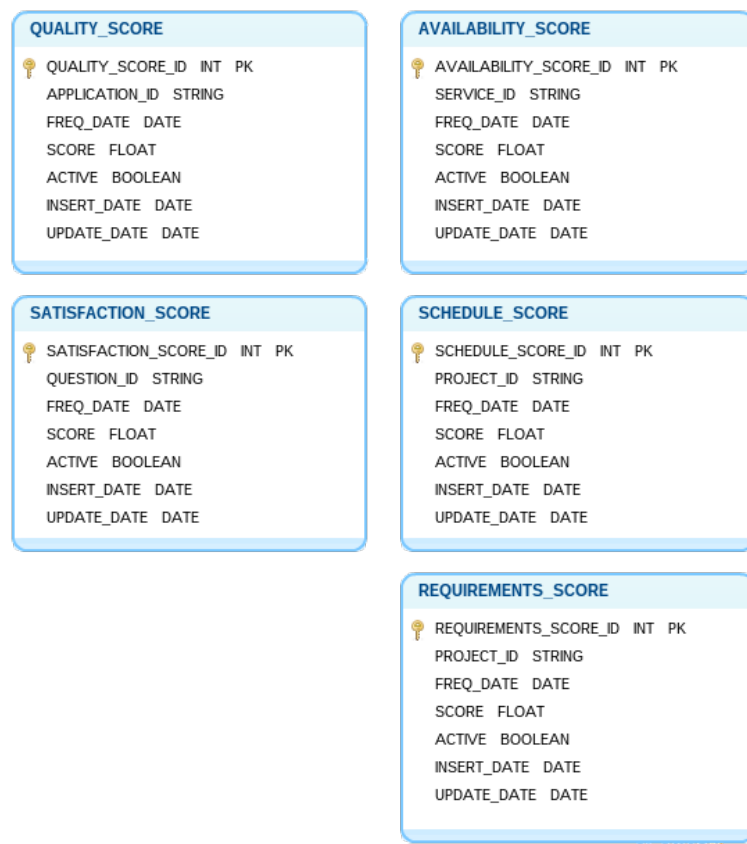 QUALITY_SCORE
QUALITY_SCORE_ID INT PK
APPLICATION_ID STRING
FREQ_DATE DATE
SCORE FLOAT
ACTIVE BOOLEAN
INSERT_DATE DATE
UPDATE_DATE DATE
AVAILABILITY_SCORE
AVAILABILITY_SCORE_ID INT PK
SERVICE_ID STRING
FREQ_DATE DATE
SCORE FLOAT
ACTIVE BOOLEAN
INSERT_DATE DATE
UPDATE_DATE DATE
SATISFACTION_SCORE
SATISFACTION_SCORE_ID INT PK
QUESTION_ID STRING
FREQ_DATE DATE
SCORE FLOAT
ACTIVE BOOLEAN
INSERT_DATE DATE
UPDATE_DATE DATE
SCHEDULE_SCORE
SCHEDULE_SCORE_ID INT PK
PROJECT_ID STRING
FREQ_DATE DATE
SCORE FLOAT
ACTIVE BOOLEAN
INSERT_DATE DATE
UPDATE_DATE DATE
REQUIREMENTS_SCORE
REQUIREMENTS_SCORE_ID INT PK
PROJECT_ID STRING
FREQ_DATE DATE
SCORE FLOAT
ACTIVE BOOLEAN
INSERT_DATE DATE
UPDATE_DATE DATE